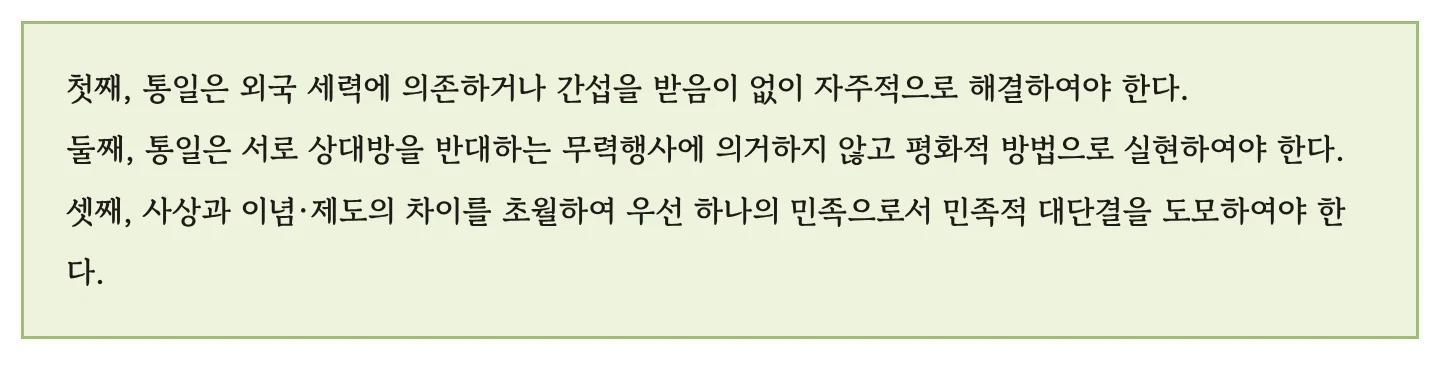 첫째, 통일은 외국 세력에 의존하거나 간섭을 받음이 없이 자주적으로 해결하여야 한다.
둘째, 통일은 서로 상대방을 반대하는 무력행사에 의거하지 않고 평화적 방법으로 실현하여야 한다.
셋째, 사상과 이념·제도의 차이를 초월하여 우선 하나의 민족으로서 민족적 대단결을 도모하여야 한
다.